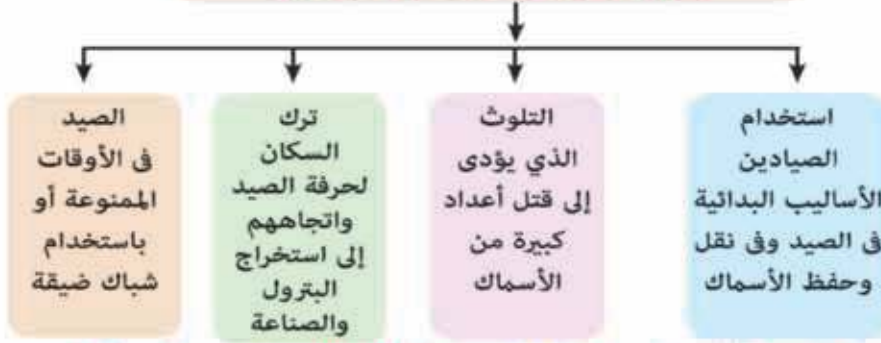 استخدام
الصيادين
الأساليب البدائية
فى الصيد وفى نقل
وحفظ الأسماك
التلوث
الذي يؤدى
إلى قتل أعداد
كبيرة من
الأسماك
ترك
السكان
لحرفة الصيد
واتجاههم
إلى استخراج
البترول
والصناعة
الصيد
فى الأوقات
الممنوعة أو
باستخدام
شباك ضيقة